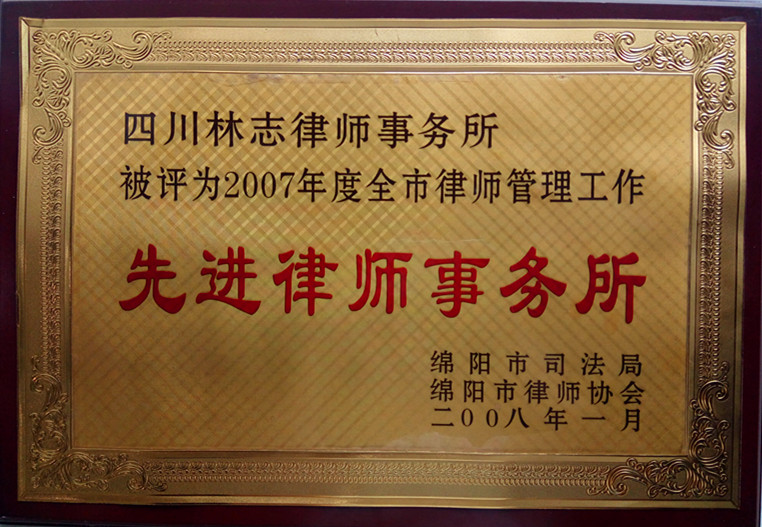 四川林志律师事务所
被评为2007年度全市律师管理工作
先进律师事务所
绵阳市司法局
绵阳市律师协会
二00八年一月